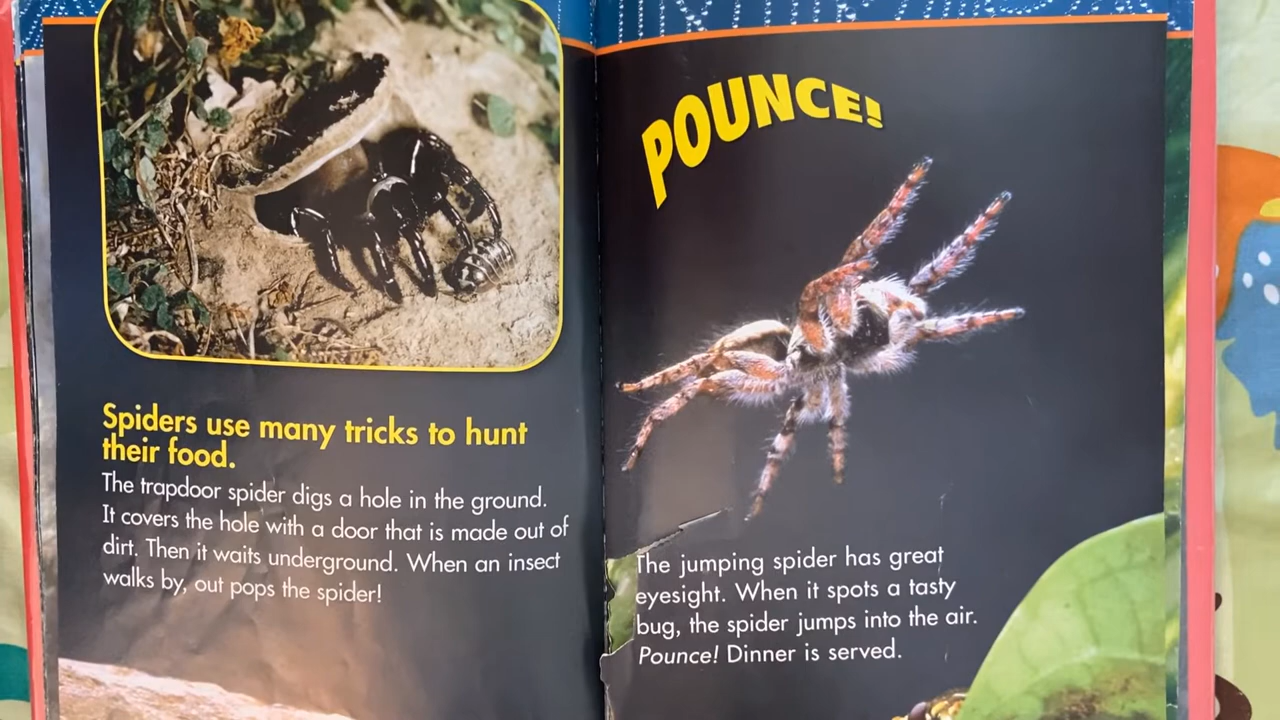 Spiders use many tricks to hunt
their food.
The trapdoor spider digs a hole in the ground.
It covers the hole with a door that is made out of
dirt. Then it waits underground. When an insect
walks by, out pops the spider!
POUNCE!
The jumping spider has great
eyesight. When it spots a tasty
bug, the spider jumps into the air.
Pounce! Dinner is served.